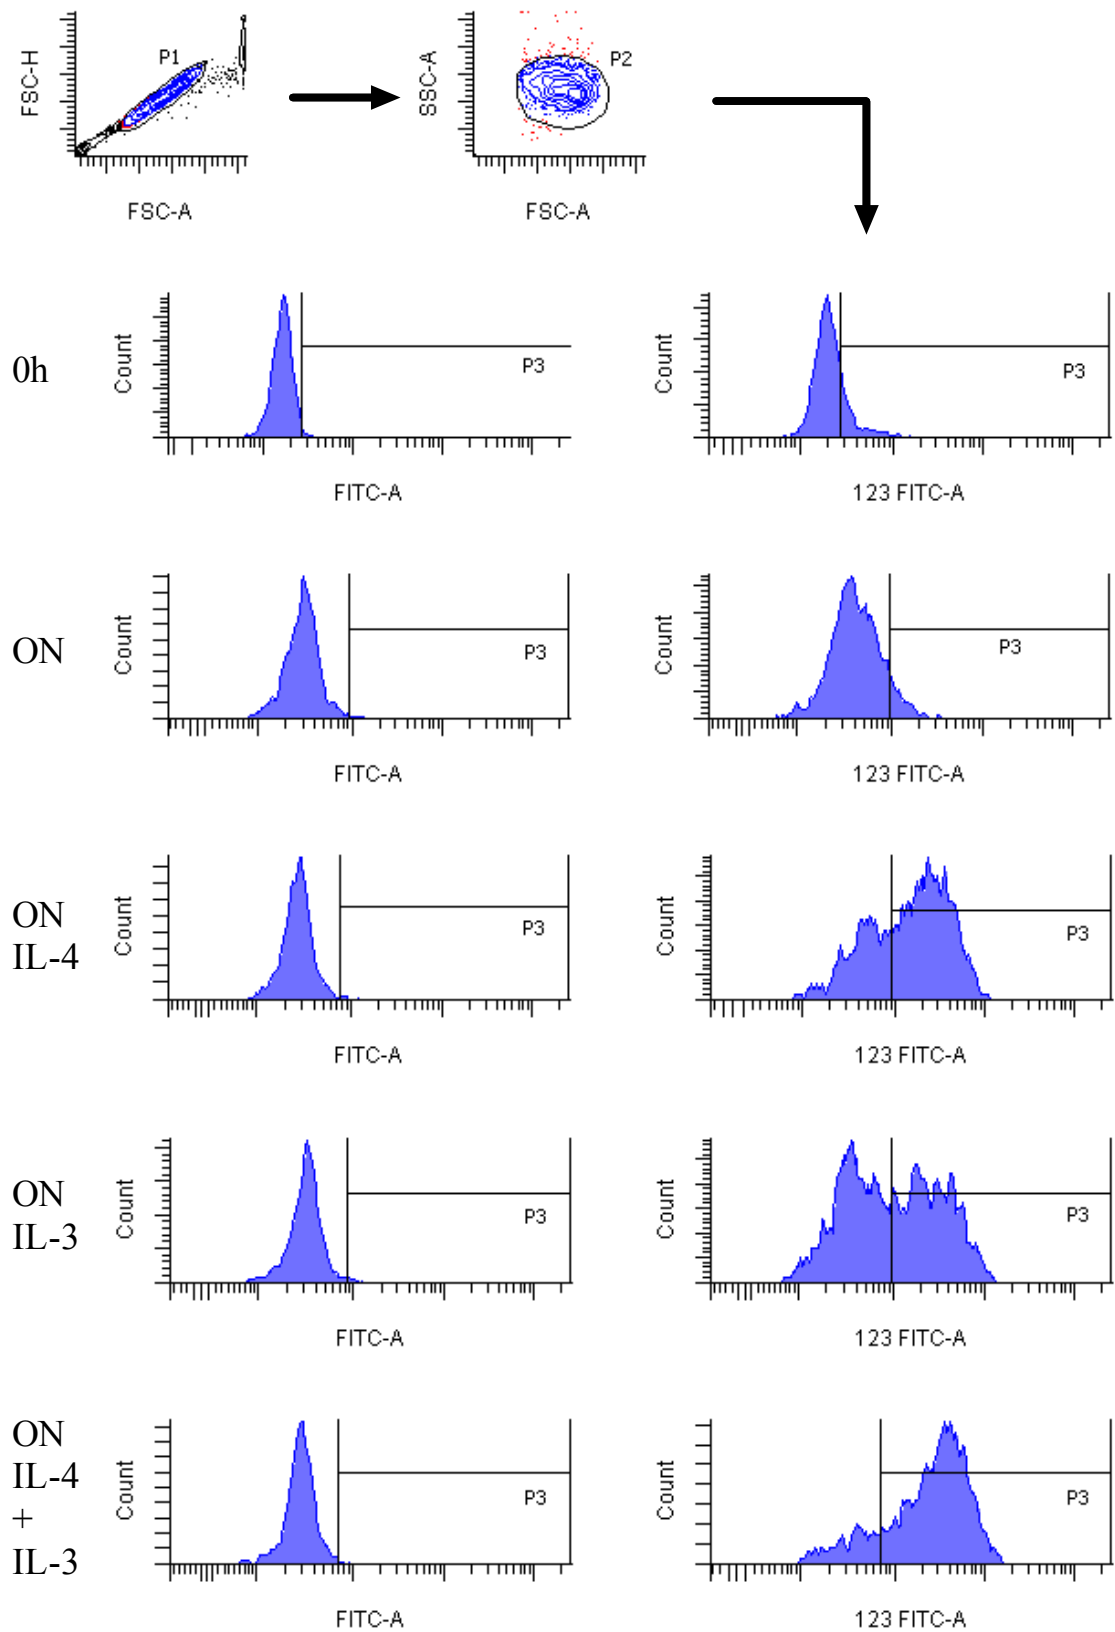 FSC-H
P1
FSC-A
SSC-A
P2
FSC-A
0h
Count
P3
FITC-A
Count
P3
123 FITC-A
ON
Count
P3
FITC-A
Count
P3
123 FITC-A
ON
IL-4
Count
P3
FITC-A
Count
P3
123 FITC-A
ON
IL-3
Count
P3
FITC-A
Count
P3
123 FITC-A
ON
IL-4
+
IL-3
Count
P3
FITC-A
Count
P3
123 FITC-A